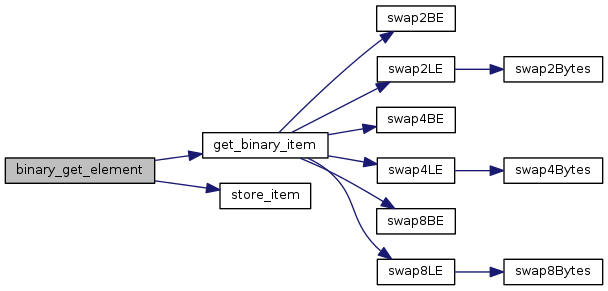 swap2BE
swap2LE
swap2Bytes
swap4BE
get_binary_item
binary_get_element
swap4LE
swap4Bytes
store_item
swap8BE
swap8LE
swap8Bytes